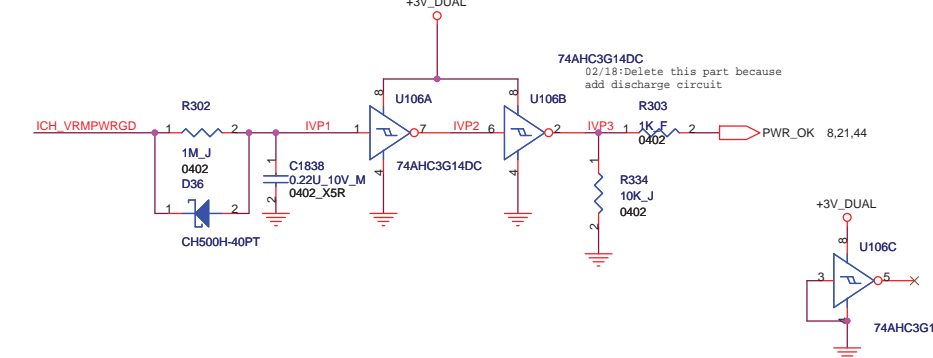 +3V_DUAL
74AHC3G14DC
02/18:Delete this part because
add discharge circuit
R302
8
U106A
8
U106B
R303
ICH_VRMPWRGD
1
2
IVP1
1
7
IVP2
6
2
IVP3
1
1K_F
2
PWR_OK 8,21,44
0402
1M_J
0402
1
C1838
0.22U_10V_M
0402_X5R
2
4
74AHC3G14DC
4
1
R334
10K_J
0402
2
D36
1
2
CH500H-40PT
+3V_DUAL
8
U106C
3
5
4
74AHC3G1